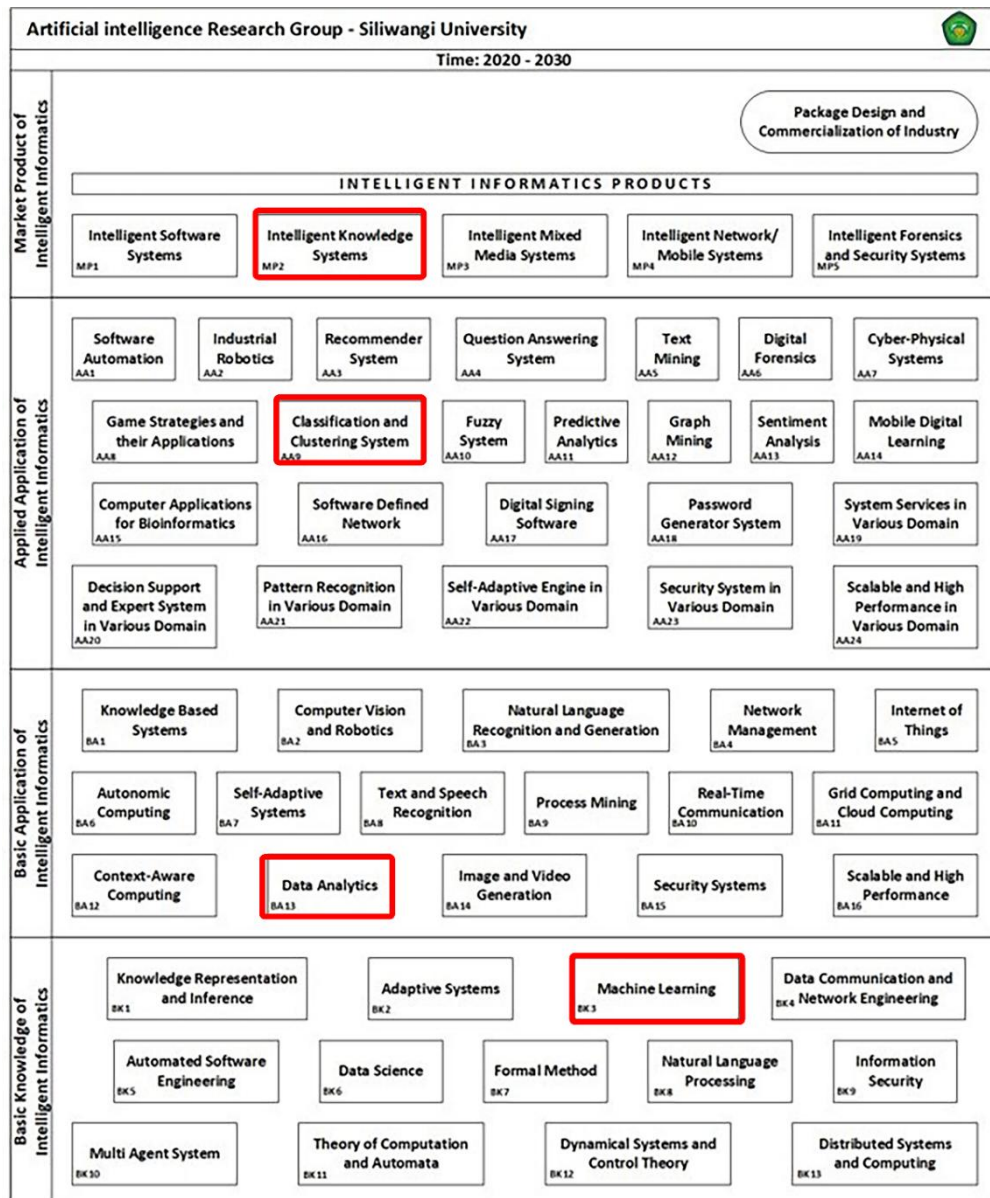 Artificial intelligence Research Group - Siliwangi University
Time: 2020 - 2030
Market Product of
Intelligent Informatics
Package Design and
Commercialization of Industry
INTELLIGENT INFORMATICS PRODUCTS
Intelligent Software
Systems
MP1
Intelligent Knowledge
Systems
MP2
Intelligent Mixed
Media Systems
MP3
Intelligent Network/
Mobile Systems
MP4
Intelligent Forensics
and Security Systems
MP5
Applied Application of
Intelligent Informatics
Software
Automation
AA1
Industrial
Robotics
AA2
Recommender
System
AA3
Question Answering
System
AA4
Text
Mining
AA5
Digital
Forensics
AA6
Cyber-Physical
Systems
AA7
Game Strategies and
their Applications
AA8
Classification and
Clustering System
AA9
Fuzzy
System
AA10
Predictive
Analytics
AA11
Graph
Mining
AA12
Sentiment
Analysis
AA13
Mobile Digital
Learning
AA14
Computer Applications
for Bioinformatics
AA15
Software Defined
Network
AA16
Digital Signing
Software
AA17
Password
Generator System
AA18
System Services in
Various Domain
AA19
Decision Support
and Expert System
in Various Domain
AA20
Pattern Recognition
in Various Domain
AA21
Self-Adaptive Engine in
Various Domain
AA22
Security System in
Various Domain
AA23
Scalable and High
Performance in
Various Domain
AA24
Basic Application of
Intelligent Informatics
Knowledge Based
Systems
BA1
Computer Vision
and Robotics
BA2
Natural Language
Recognition and Generation
BA3
Network
Management
BA4
Internet of
Things
BA5
Autonomic
Computing
BA6
Self-Adaptive
Systems
BA7
Text and Speech
Recognition
BA8
Process Mining
BA9
Real-Time
Communication
BA10
Grid Computing and
Cloud Computing
BA11
Context-Aware
Computing
BA12
Data Analytics
BA13
Image and Video
Generation
BA14
Security Systems
BA15
Scalable and High
Performance
BA16
Basic Knowledge of
Intelligent Informatics
Knowledge Representation
and Inference
BK1
Adaptive Systems
BK2
Machine Learning
BK3
Data Communication and
Network Engineering
BK4
Automated Software
Engineering
BK5
Data Science
BK6
Formal Method
BK7
Natural Language
Processing
BK8
Information
Security
BK9
Multi Agent System
BK10
Theory of Computation
and Automata
BK11
Dynamical Systems and
Control Theory
BK12
Distributed Systems
and Computing
BK13